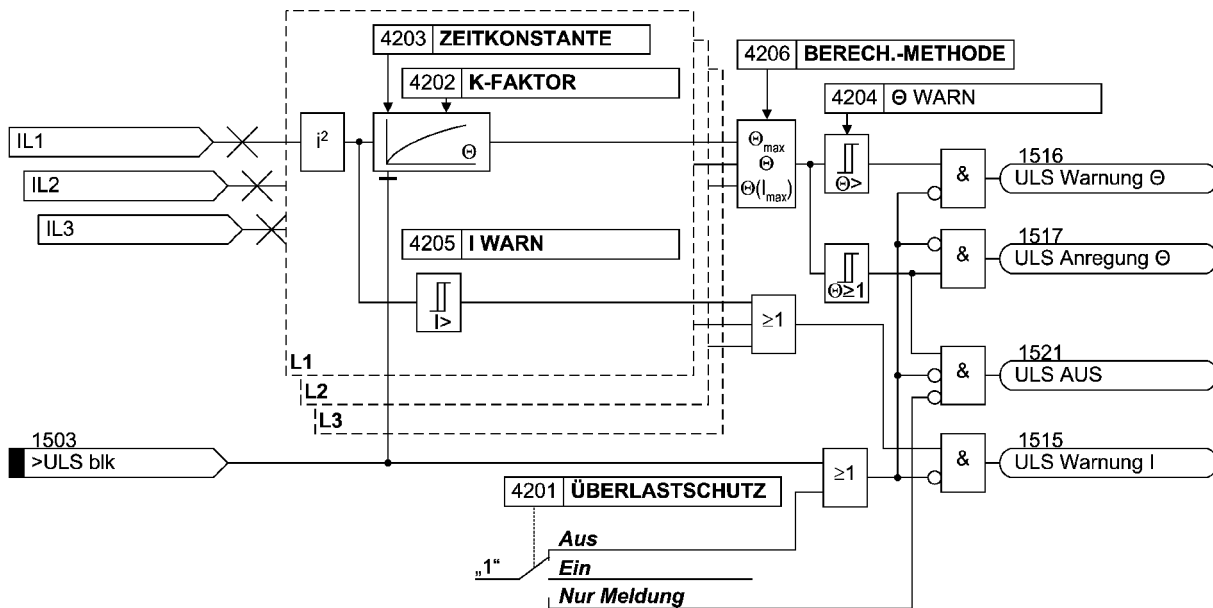 4203 ZEITKONSTANTE
4202 K-FAKTOR
4206 BERECH.-METHODE
4204 Θ WARN
IL1
i²
Θ
Θmax
Θ
Θ(Imax)
Θ>
&
1516
ULS Warnung Θ
IL2
IL3
4205 I WARN
I>
Θ≥1
&
1517
ULS Anregung Θ
≥1
L1
L2
L3
&
1521
ULS AUS
1503
>ULS blk
≥1
&
1515
ULS Warnung I
4201 ÜBERLASTSCHUTZ
Aus
„1“
Ein
Nur Meldung